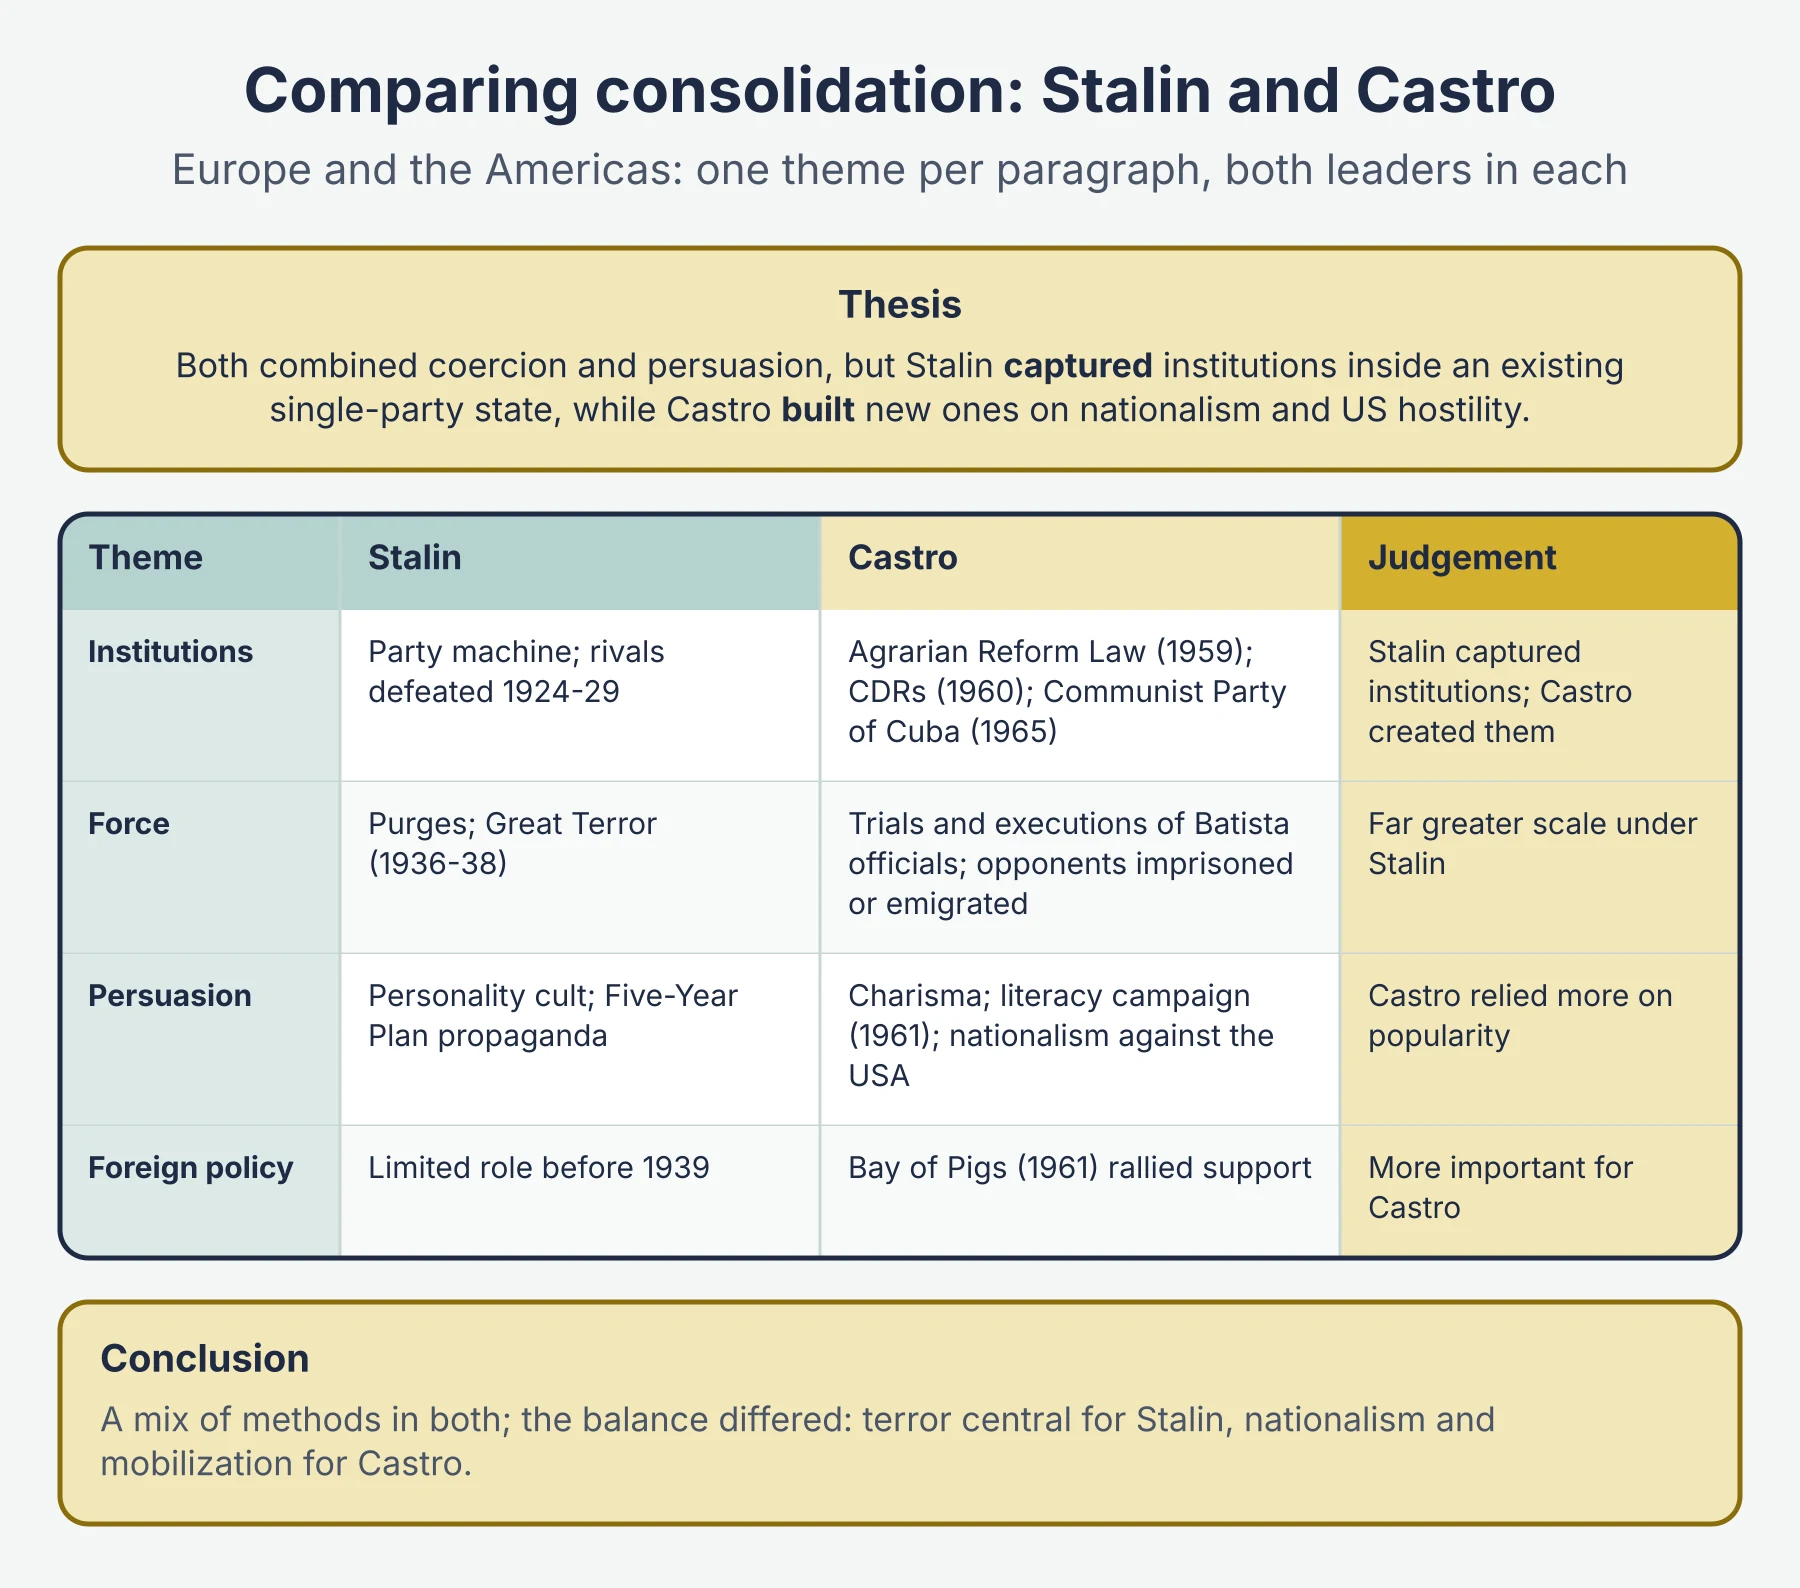 Comparing consolidation: Stalin and Castro
Europe and the Americas: one theme per paragraph, both leaders in each
Thesis
Both combined coercion and persuasion, but Stalin captured institutions inside an existing
single-party state, while Castro built new ones on nationalism and US hostility.
Theme
Stalin
Castro
Judgement
Institutions
Party machine; rivals
defeated 1924-29
Agrarian Reform Law (1959);
CDRs (1960); Communist Party
of Cuba (1965)
Stalin captured
institutions; Castro
created them
Force
Purges; Great Terror
(1936-38)
Trials and executions of Batista
officials; opponents imprisoned
or emigrated
Far greater scale under
Stalin
Persuasion
Personality cult; Five-Year
Plan propaganda
Charisma; literacy campaign
(1961); nationalism against the
USA
Castro relied more on
popularity
Foreign policy
Limited role before 1939
Bay of Pigs (1961) rallied support
More important for
Castro
Conclusion
A mix of methods in both; the balance differed: terror central for Stalin, nationalism and
mobilization for Castro.